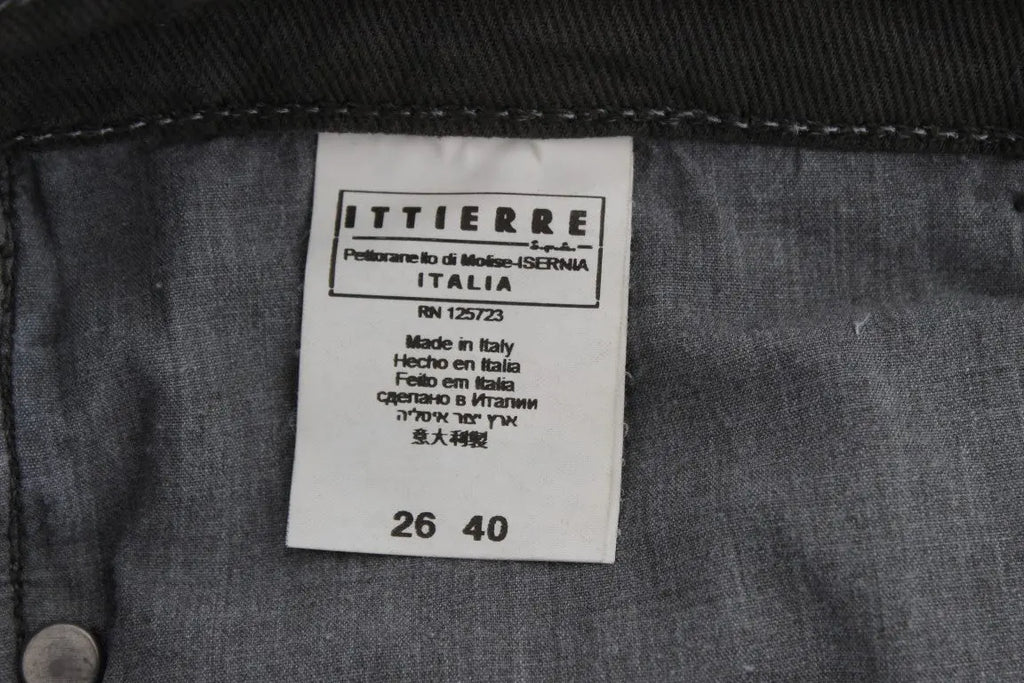 ITTIERRE
S.p.A.
Pettoranello di Molise-ISERNIA
ITALIA
RN 125723
Made in Italy
Hecho en Italia
Feito em Italia
сделано в Италии
ארץ יצור איטליה
意大利製
26 40